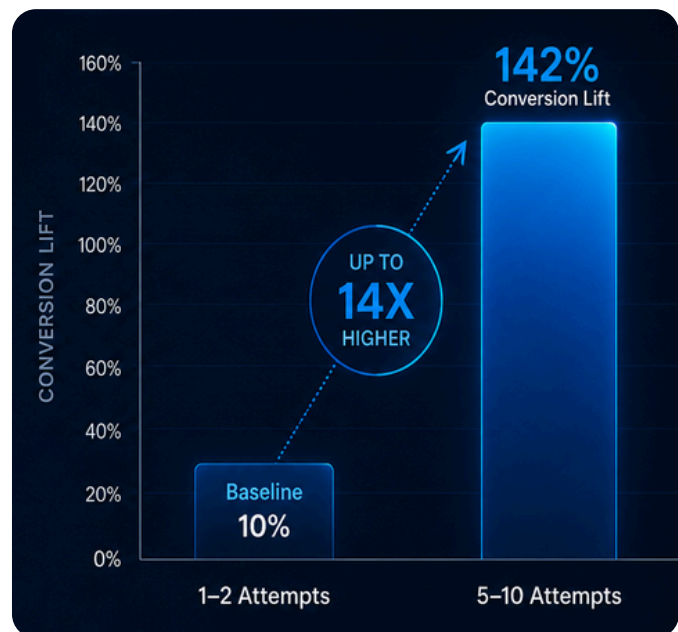 160%
140%
120%
100%
80%
60%
40%
20%
0%
CONVERSION LIFT
142%
Conversion Lift
UP TO
14X
HIGHER
Baseline
10%
1–2 Attempts
5–10 Attempts